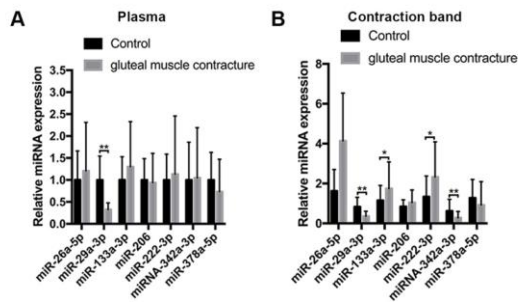 A
Plasma
Control
gluteal muscle contracture
Relative miRNA expression
3.5
3.0
2.5
2.0
1.5
1.0
0.5
0.0
**
miR-26a-5p
miR-29a-3p
miR-133a-3p
miR-206
miR-222-3p
miRNA-342a-3p
miR-378a-5p
B
Contraction band
Control
gluteal muscle contracture
Relative miRNA expression
8
6
4
2
0
**
*
*
**
miR-26a-5p
miR-29a-3p
miR-133a-3p
miR-206
miR-222-3p
miRNA-342a-3p
miR-378a-5p